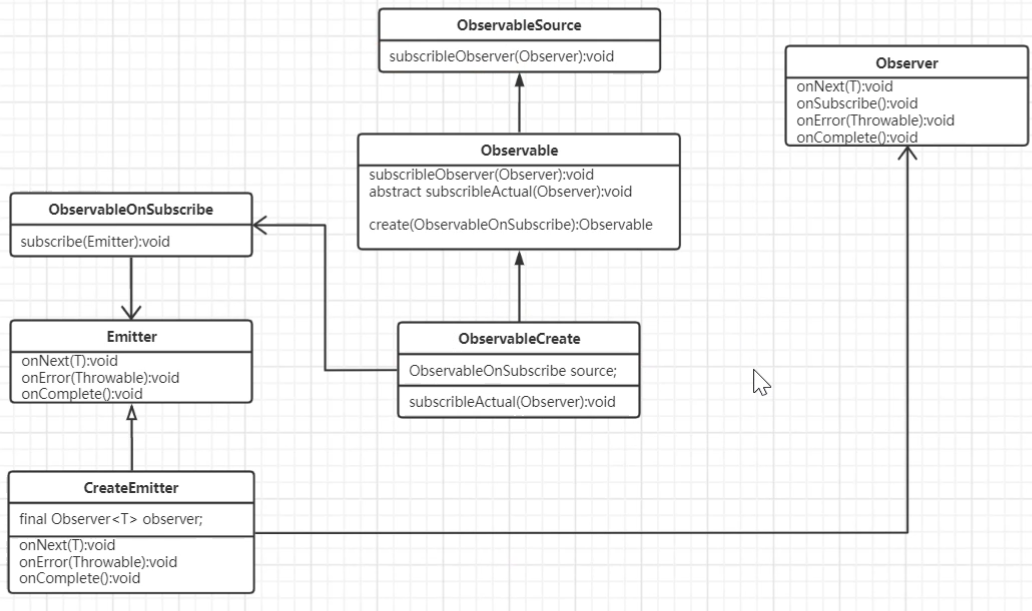 ObservableSource
subscribleObserver(Observer):void
Observer
onNext(T):void
onSubscribe():void
onError(Throwable):void
onComplete():void
Observable
subscribleObserver(Observer):void
abstract subscribleActual(Observer):void
create(ObservableOnSubscribe):Observable
ObservableOnSubscribe
subscribe(Emitter):void
Emitter
onNext(T):void
onError(Throwable):void
onComplete():void
ObservableCreate
ObservableOnSubscribe source;
subscribleActual(Observer):void
CreateEmitter
final Observer<T> observer;
onNext(T):void
onError(Throwable):void
onComplete():void